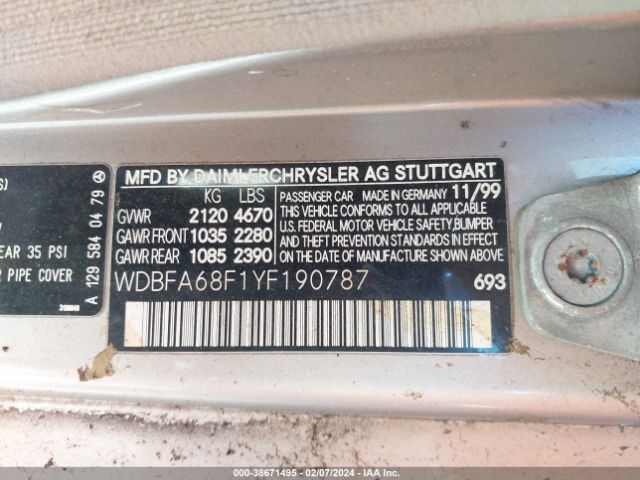 S)
EAR 35 PSI
R PIPE COVER
A 129 584 04 79
MFD BY DAIMLERCHRYSLER AG STUTTGART
KG LBS
GVWR 2120 4670
GAWR FRONT 1035 2280
GAWR REAR 1085 2390
PASSENGER CAR MADE IN GERMANY 11/99
THIS VEHICLE CONFORMS TO ALL APPLICABLE
U.S. FEDERAL MOTOR VEHICLE SAFETY, BUMPER
AND THEFT PREVENTION STANDARDS IN EFFECT
ON THE DATE OF MANUFACTURE SHOWN ABOVE
WDBFA68F1YF190787 693
000-38671495 - 02/07/2024 - IAA Inc.